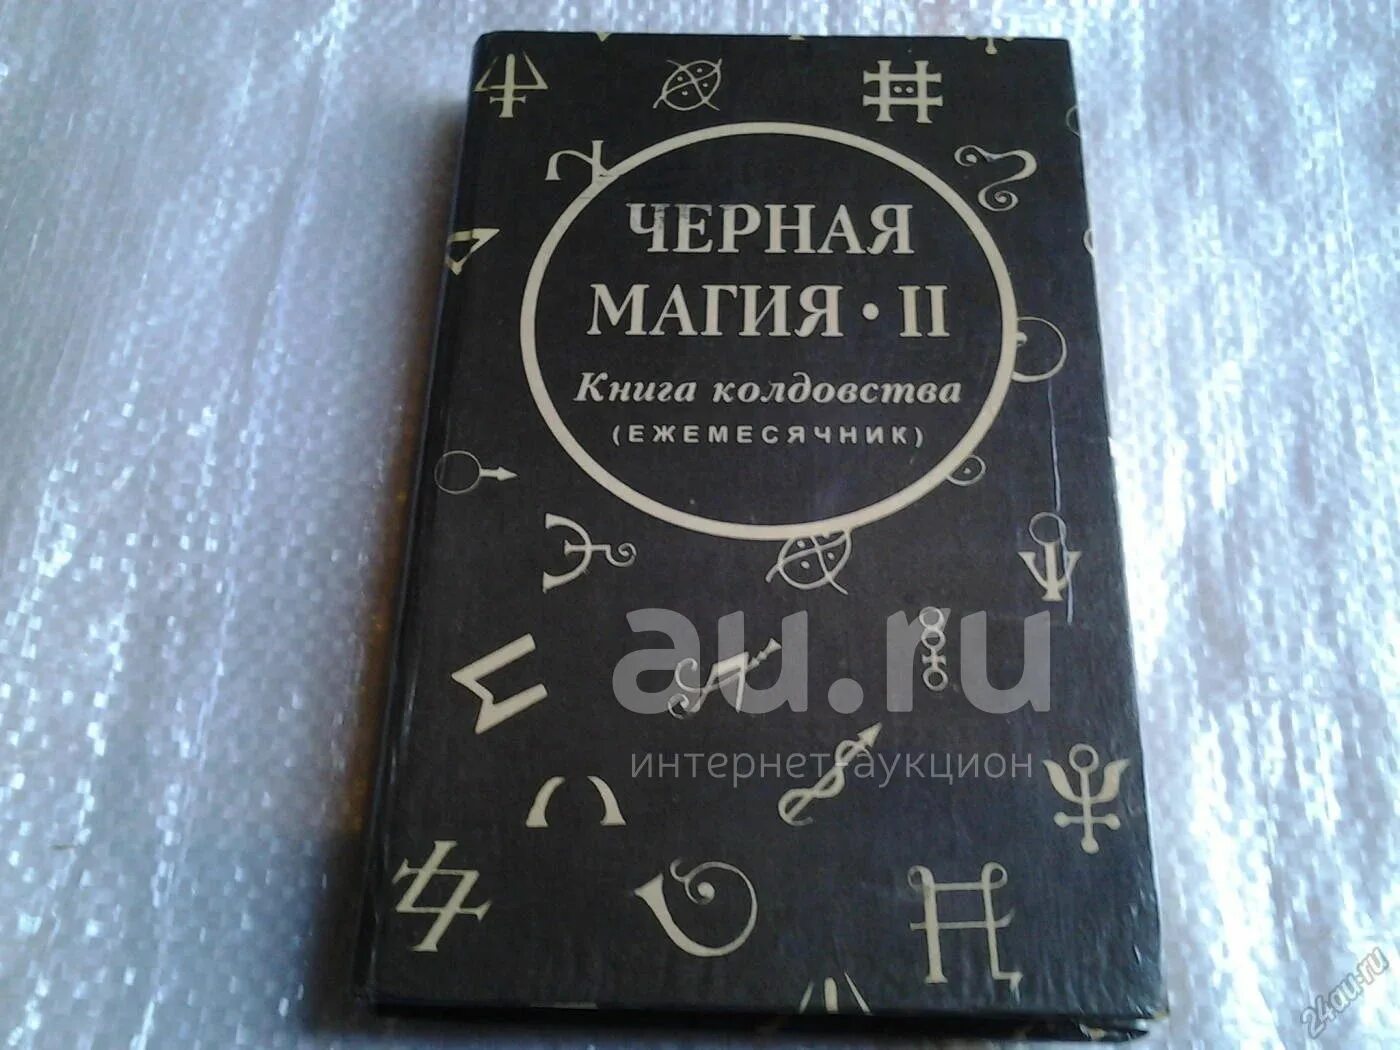 ЧЕРНАЯ
МАГИЯ • II
Книга колдовства
(ЕЖЕМЕСЯЧНИК)
au.ru
интернет-аукцион
24au.ru